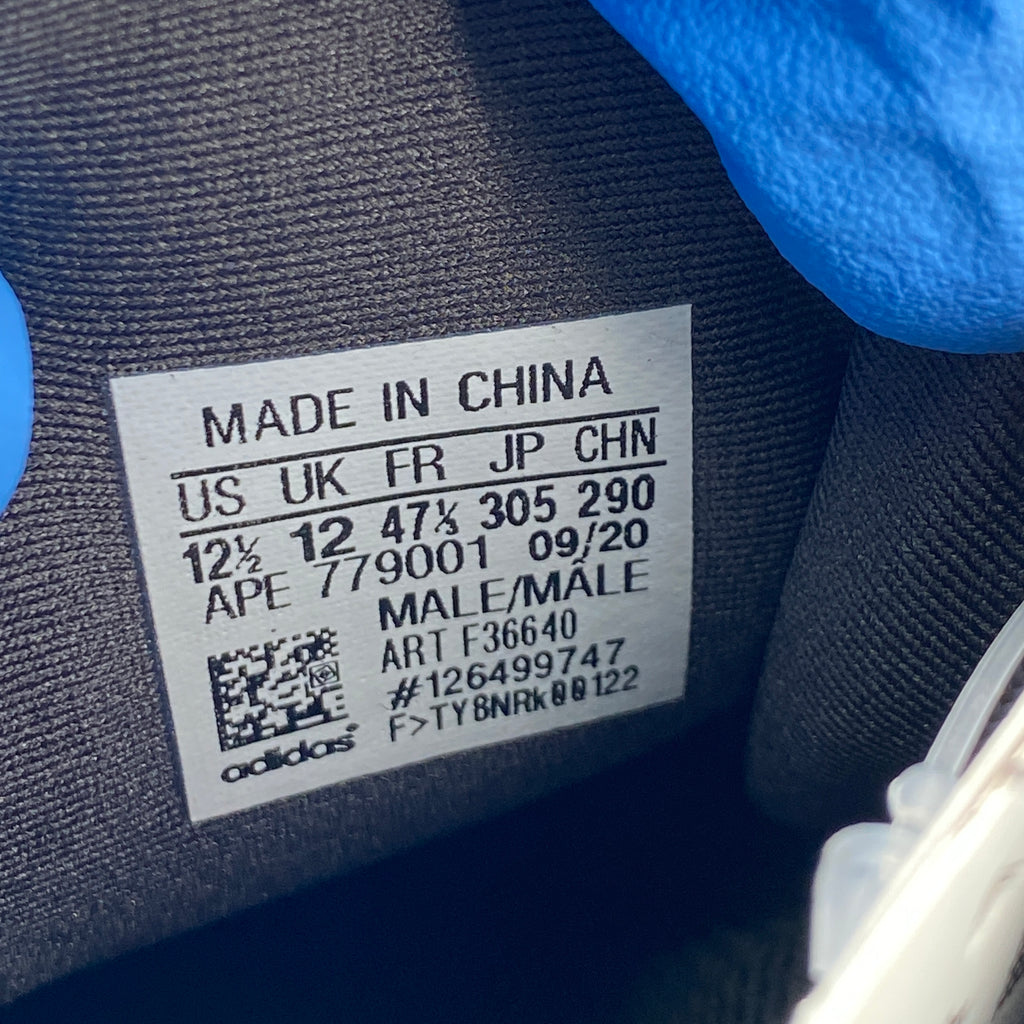 MADE IN CHINA
US UK FR JP CHN
12½ 12 47⅓ 305 290
APE 779001 09/20
MALE/MÂLE
ART F36640
#126499747
F>TY8NRk00122
adidas